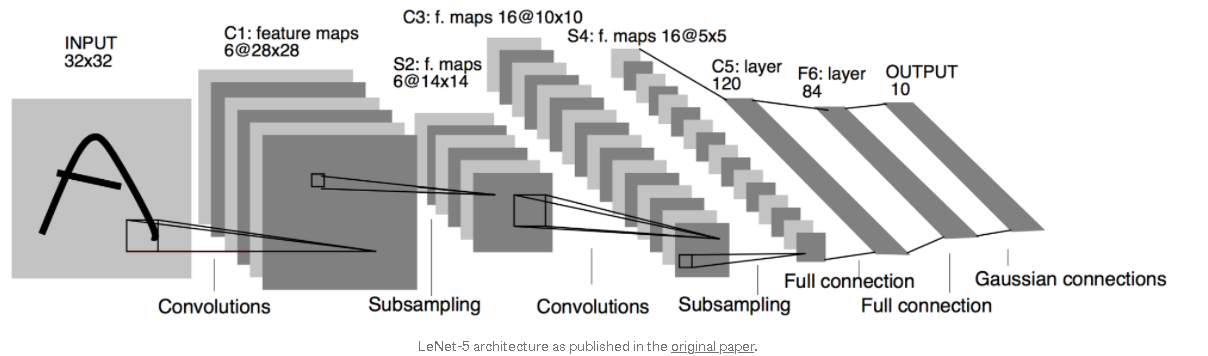 INPUT
32x32
C1: feature maps
6@28x28
S2: f. maps
6@14x14
C3: f. maps 16@10x10
S4: f. maps 16@5x5
C5: layer
120
F6: layer
84
OUTPUT
10
Convolutions
Subsampling
Convolutions
Subsampling
Full connection
Full connection
Gaussian connections
LeNet-5 architecture as published in the original paper.